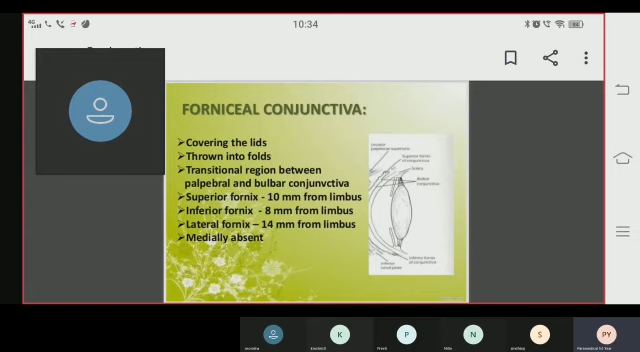 4G
10:34
FORNICEAL CONJUNCTIVA:
➢Covering the lids
➢Thrown into folds
➢Transitional region between
palpebral and bulbar conjunvctiva
➢Superior fornix - 10 mm from limbus
➢Inferior fornix - 8 mm from limbus
➢Lateral fornix – 14 mm from limbus
➢Medially absent
Superior fornix
of conjunctiva
Bulbar
conjunctiva
Inferior fornix
of conjunctiva
K
P
N
S
PY